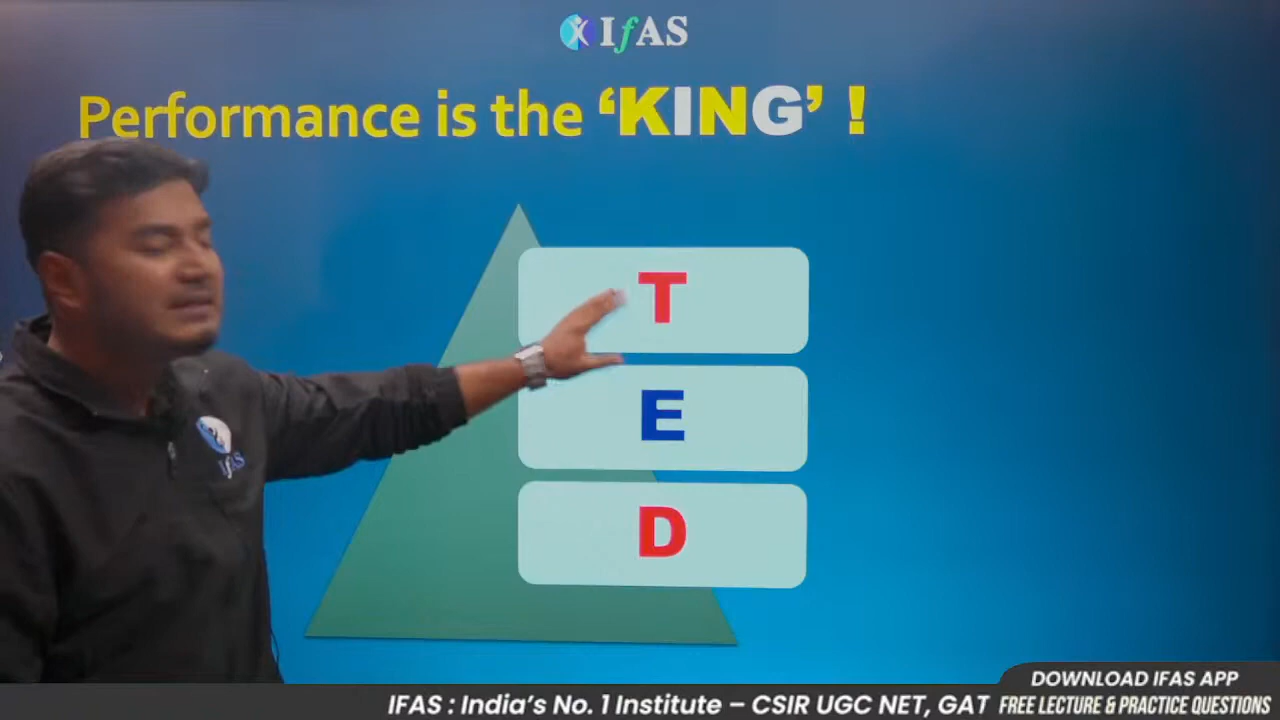 IfAS
Performance is the ‘KING’ !
T
E
D
IfAS
DOWNLOAD IFAS APP
IFAS : India’s No. 1 Institute – CSIR UGC NET, GAT
FREE LECTURE & PRACTICE QUESTIONS